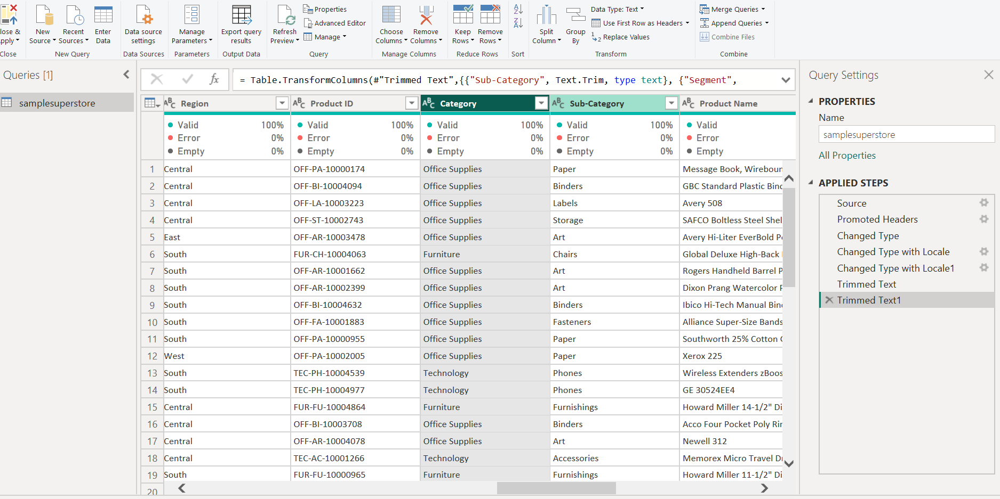 lose &
pply
Close
New
Source
Recent
Sources
Enter
Data
New Query
Data source
settings
Data Sources
Manage
Parameters
Parameters
Export query
results
Output Data
Refresh
Preview
Properties
Advanced Editor
Manage
Query
Choose
Columns
Remove
Columns
Manage Columns
Keep
Rows
Remove
Rows
Reduce Rows
Sort
Split
Column
Group
By
Data Type: Text
Use First Row as Headers
Replace Values
Transform
Merge Queries
Append Queries
Combine Files
Combine
Queries [1]
samplesuperstore
fx
= Table.TransformColumns(#"Trimmed Text",{{"Sub-Category", Text.Trim, type text}, {"Segment",
ABC Region ABC Product ID ABC Category ABC Sub-Category ABC Product Name
Valid 100% Valid 100% Valid 100% Valid 100% Valid
Error 0% Error 0% Error 0% Error 0% Error
Empty 0% Empty 0% Empty 0% Empty 0% Empty
1 Central OFF-PA-10000174 Office Supplies Paper Message Book, Wireboun
2 Central OFF-BI-10004094 Office Supplies Binders GBC Standard Plastic Bind
3 Central OFF-LA-10003223 Office Supplies Labels Avery 508
4 Central OFF-ST-10002743 Office Supplies Storage SAFCO Boltless Steel Shel
5 East OFF-AR-10003478 Office Supplies Art Avery Hi-Liter EverBold Pe
6 South FUR-CH-10004063 Furniture Chairs Global Deluxe High-Back
7 South OFF-AR-10001662 Office Supplies Art Rogers Handheld Barrel P
8 South OFF-AR-10002399 Office Supplies Art Dixon Prang Watercolor P
9 South OFF-BI-10004632 Office Supplies Binders Ibico Hi-Tech Manual Bind
10 South OFF-FA-10001883 Office Supplies Fasteners Alliance Super-Size Bands
11 South OFF-PA-10000955 Office Supplies Paper Southworth 25% Cotton
12 West OFF-PA-10002005 Office Supplies Paper Xerox 225
13 South TEC-PH-10004539 Technology Phones Wireless Extenders zBoos
14 South TEC-PH-10004977 Technology Phones GE 30524EE4
15 Central FUR-FU-10004864 Furniture Furnishings Howard Miller 14-1/2" Di
16 Central OFF-BI-10003708 Office Supplies Binders Acco Four Pocket Poly Rin
17 Central OFF-AR-10004078 Office Supplies Art Newell 312
18 Central TEC-AC-10001266 Technology Accessories Memorex Micro Travel D
19 South FUR-FU-10000965 Furniture Furnishings Howard Miller 11-1/2" Di
20
Query Settings
PROPERTIES
Name
samplesuperstore
All Properties
APPLIED STEPS
Source
Promoted Headers
Changed Type
Changed Type with Locale
Changed Type with Locale1
Trimmed Text
Trimmed Text1